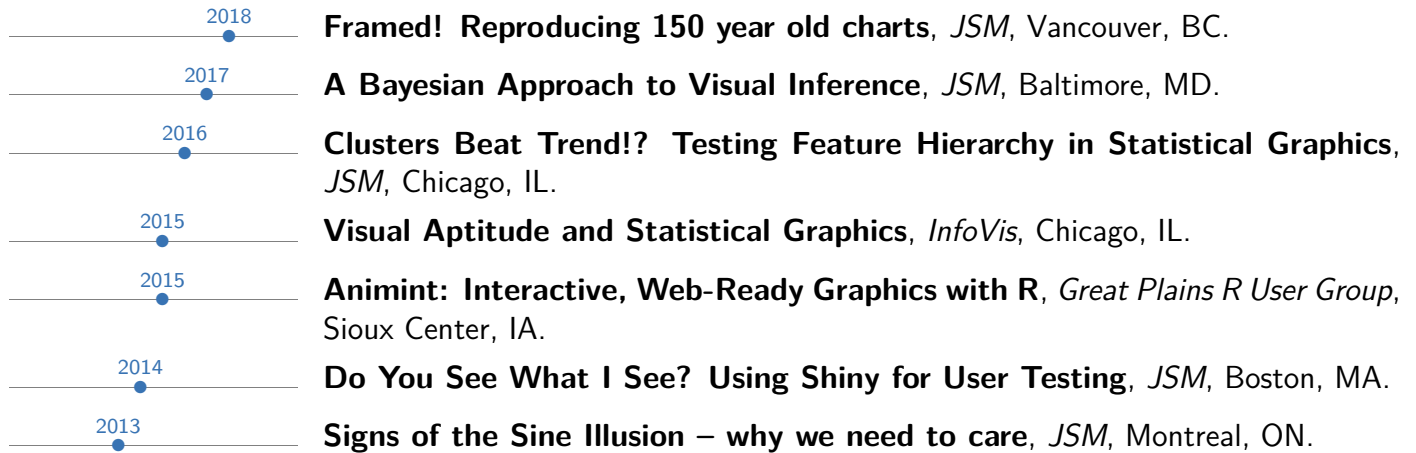 2018
Framed! Reproducing 150 year old charts, JSM, Vancouver, BC.
2017
A Bayesian Approach to Visual Inference, JSM, Baltimore, MD.
2016
Clusters Beat Trend!? Testing Feature Hierarchy in Statistical Graphics,
JSM, Chicago, IL.
2015
Visual Aptitude and Statistical Graphics, InfoVis, Chicago, IL.
2015
Animint: Interactive, Web-Ready Graphics with R, Great Plains R User Group,
Sioux Center, IA.
2014
Do You See What I See? Using Shiny for User Testing, JSM, Boston, MA.
2013
Signs of the Sine Illusion – why we need to care, JSM, Montreal, ON.